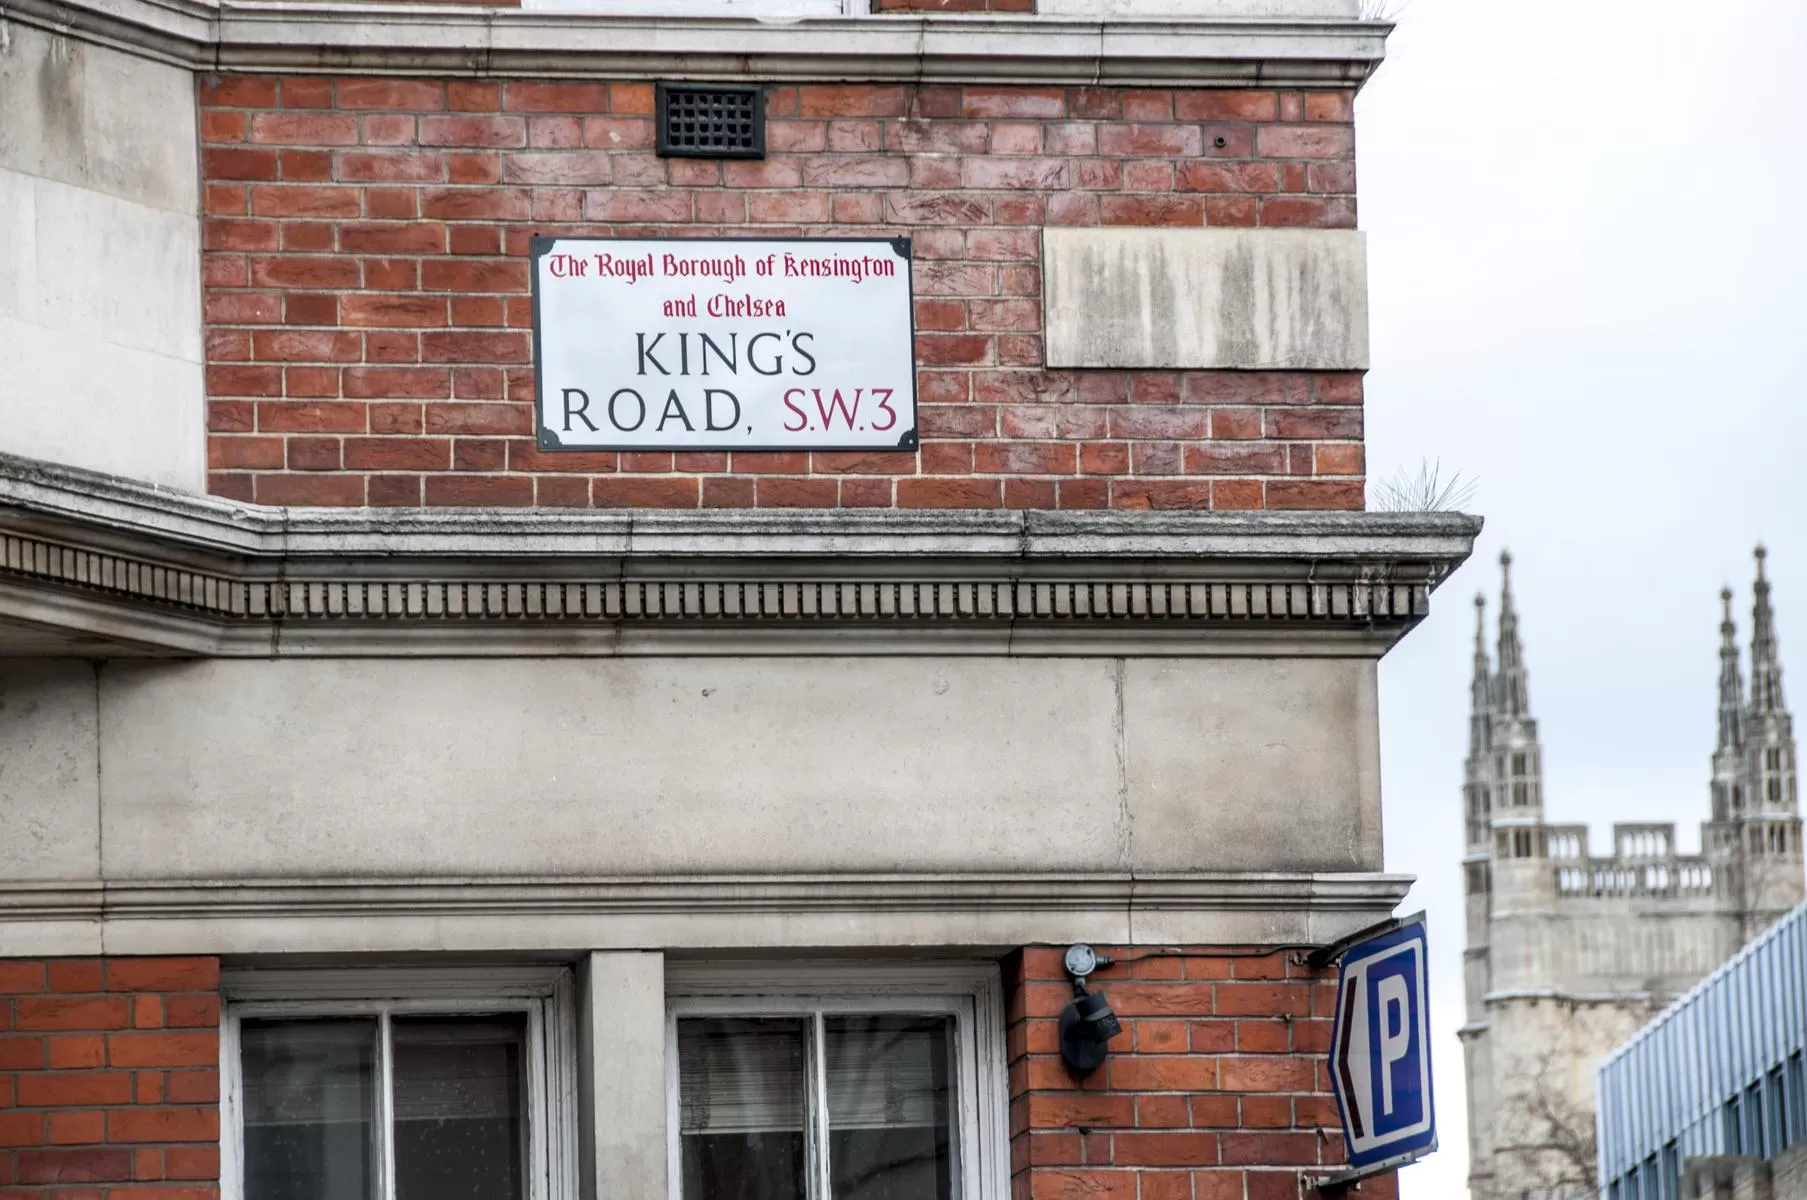 The Royal Borough of Kensington
and Chelsea
KING'S
ROAD, S.W.3
P